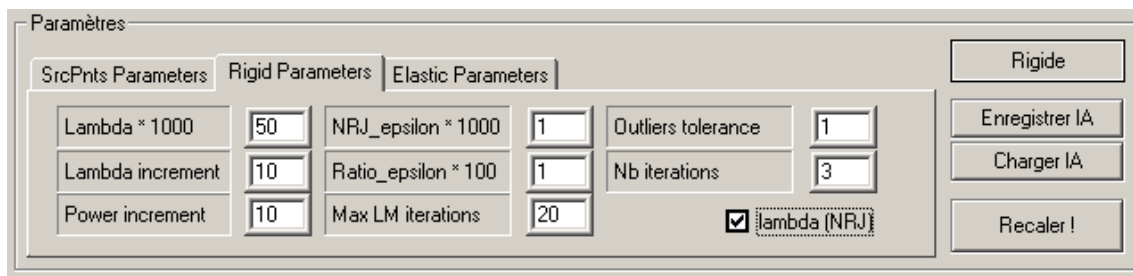 Paramètres
SrcPnts Parameters Rigid Parameters Elastic Parameters
Rigide
Lambda * 1000 50 NRJ_epsilon * 1000 1 Outliers tolerance 1
Enregistrer IA
Lambda increment 10 Ratio_epsilon * 100 1 Nb iterations 3
Charger IA
Power increment 10 Max LM iterations 20 lambda (NRJ)
Recaler !